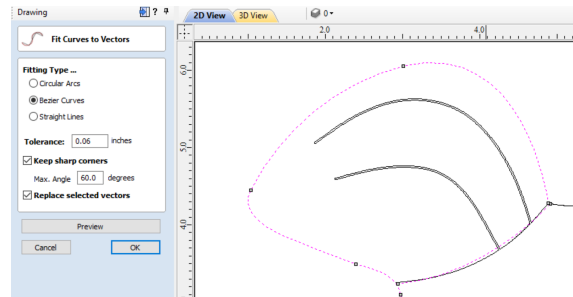 Drawing
?
2D View
3D View
0
Fit Curves to Vectors
2.0
4.0
Fitting Type ...
Circular Arcs
Bezier Curves
Straight Lines
Tolerance: 0.06 inches
Keep sharp corners
Max. Angle 60.0 degrees
Replace selected vectors
Preview
Cancel
OK
6.0
5.0
4.0